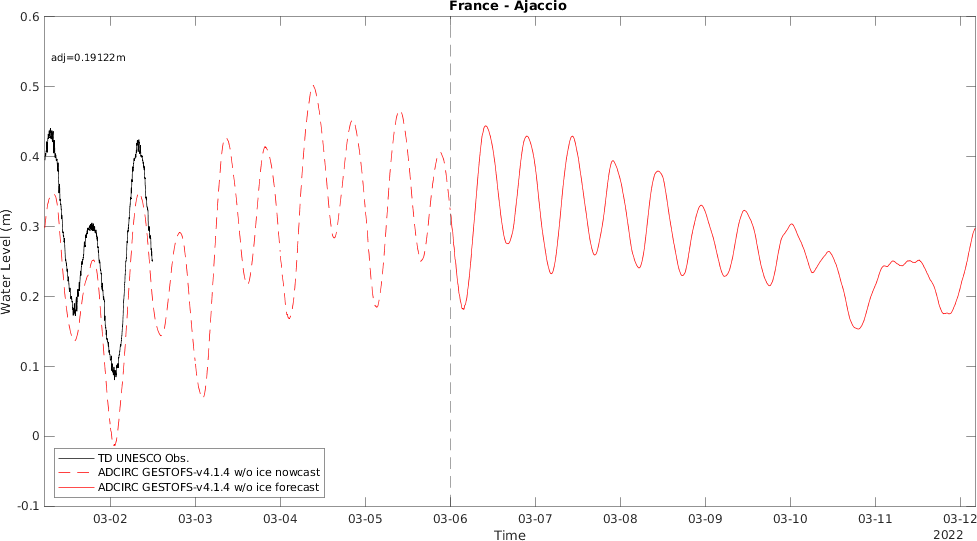 France - Ajaccio
adj=0.19122m
0.6
0.5
0.4
0.3
0.2
0.1
0
-0.1
Water Level (m)
TD UNESCO Obs.
ADCIRC GESTOFS-v4.1.4 w/o ice nowcast
ADCIRC GESTOFS-v4.1.4 w/o ice forecast
03-02 03-03 03-04 03-05 03-06 03-07 03-08 03-09 03-10 03-11 03-12
Time
2022